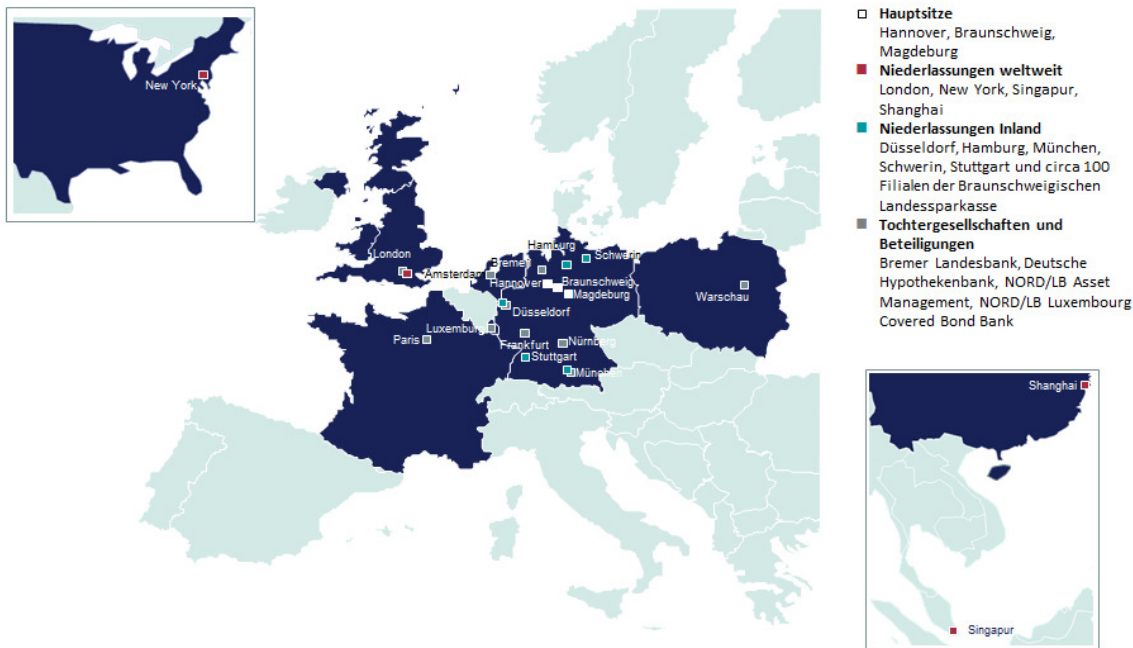 New York
London
Amsterdam
Bremen
Hamburg
Schwerin
Hannover
Braunschweig
Magdeburg
Düsseldorf
Warschau
Luxemburg
Paris
Frankfurt
Nürnberg
Stuttgart
München
Hauptsitze
Hannover, Braunschweig,
Magdeburg
Niederlassungen weltweit
London, New York, Singapur,
Shanghai
Niederlassungen Inland
Düsseldorf, Hamburg, München,
Schwerin, Stuttgart und circa 100
Filialen der Braunschweigischen
Landessparkasse
Tochtergesellschaften und
Beteiligungen
Bremer Landesbank, Deutsche
Hypothekenbank, NORD/LB Asset
Management, NORD/LB Luxembourg
Covered Bond Bank
Shanghai
Singapur